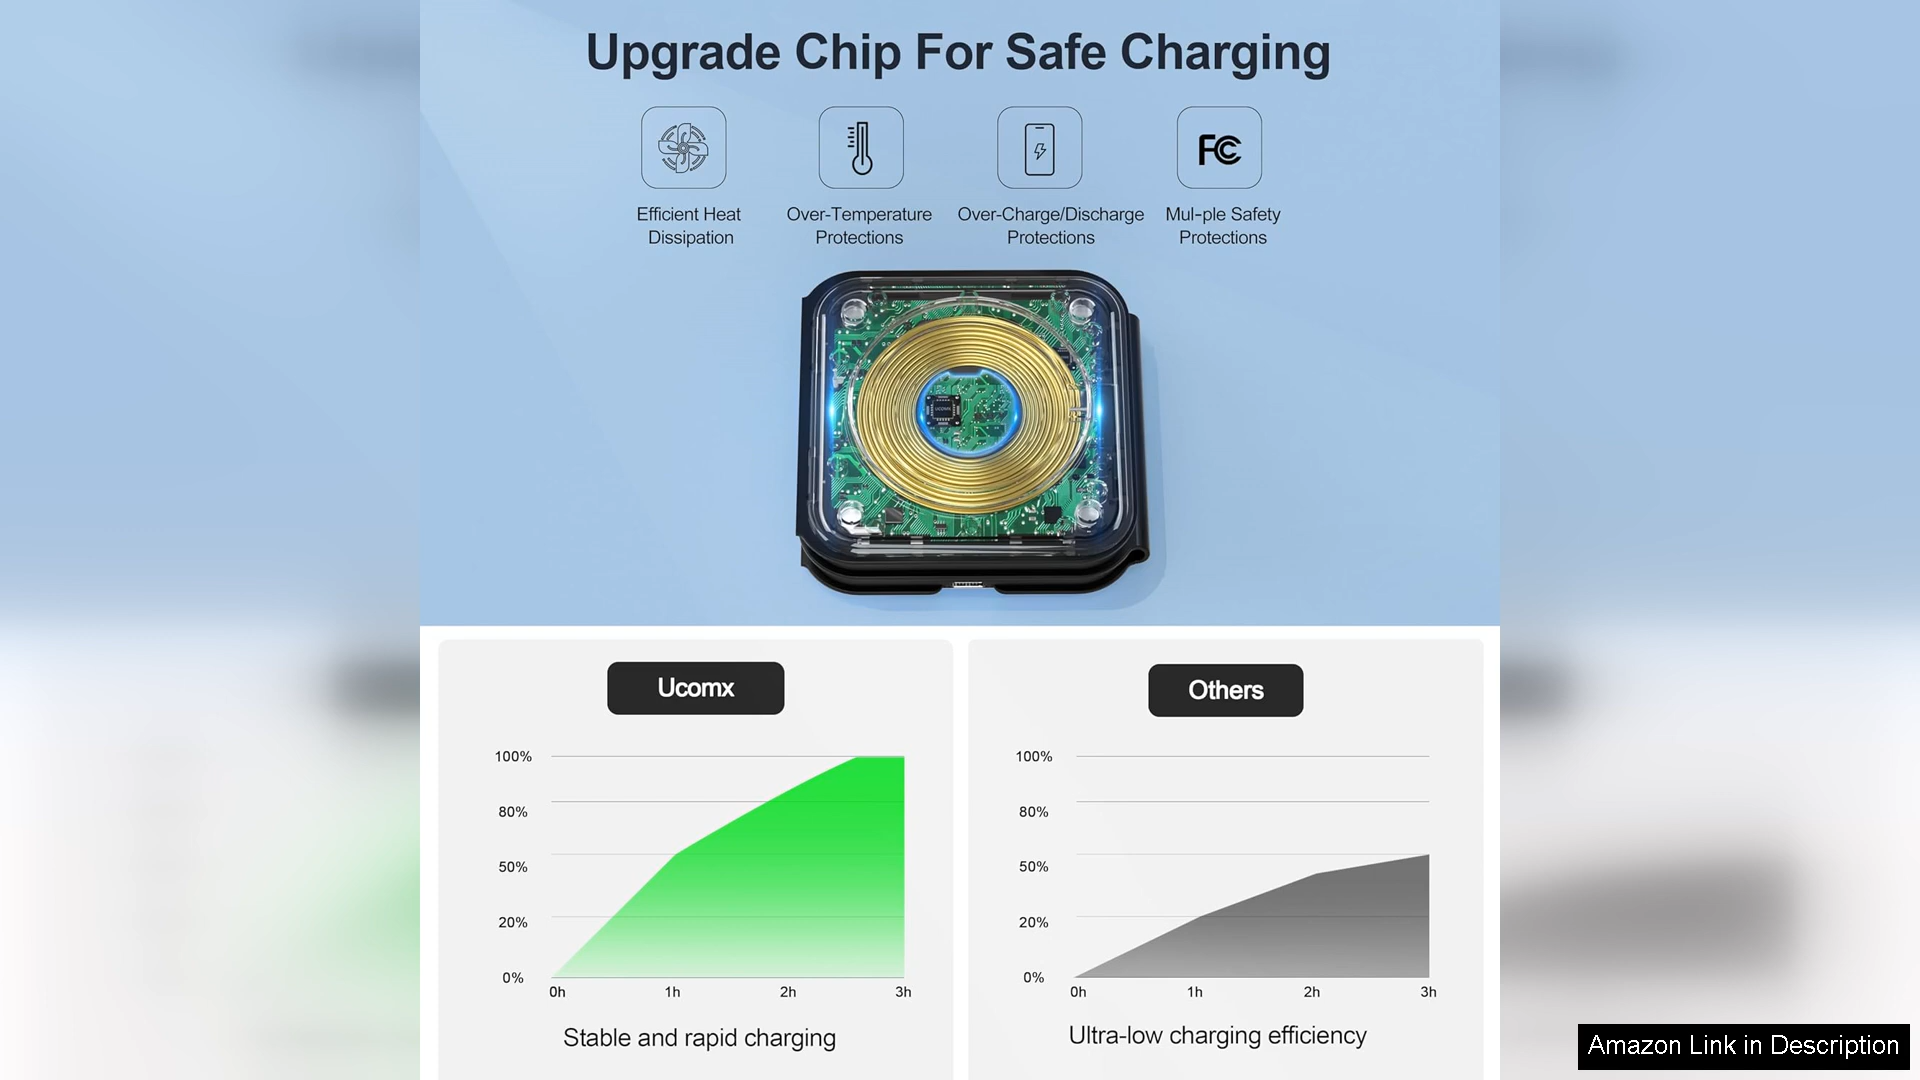 Upgrade Chip For Safe Charging
FC
Efficient Heat
Dissipation
Over-Temperature
Protections
Over-Charge/Discharge
Protections
Mul-ple Safety
Protections
UCOMX
Ucomx
100%
80%
50%
20%
0%
0h 1h 2h 3h
Stable and rapid charging
Others
100%
80%
50%
20%
0%
0h 1h 2h 3h
Ultra-low charging efficiency
Amazon Link in Description